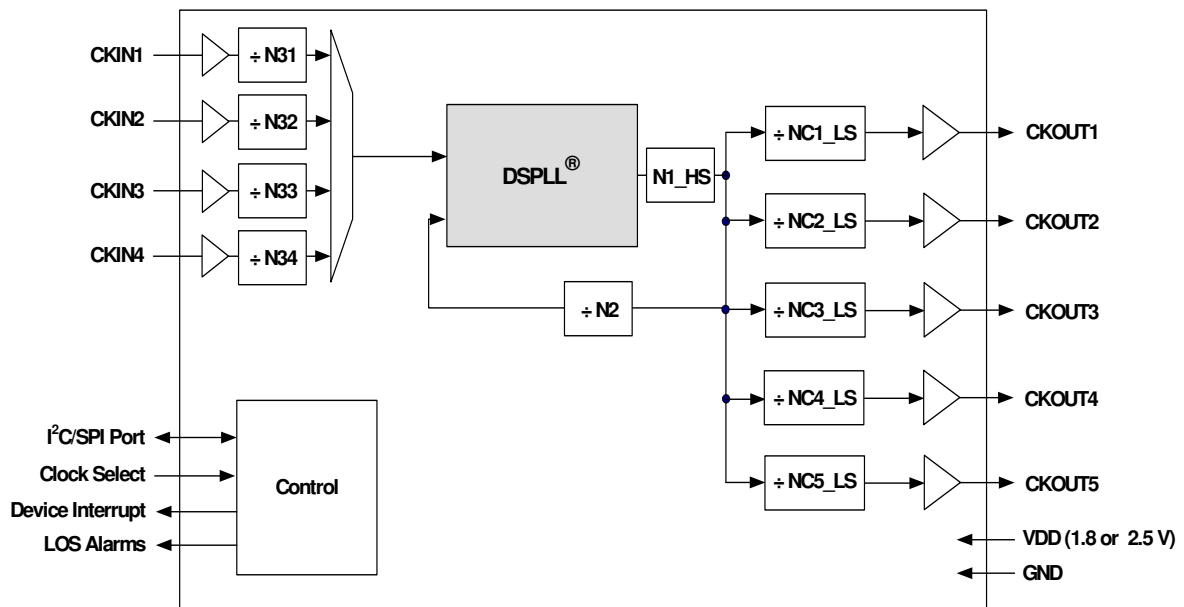 CKIN1
÷ N31
CKIN2
÷ N32
CKIN3
÷ N33
CKIN4
÷ N34
DSPLL®
N1_HS
÷ N2
÷ NC1_LS
CKOUT1
÷ NC2_LS
CKOUT2
÷ NC3_LS
CKOUT3
÷ NC4_LS
CKOUT4
÷ NC5_LS
CKOUT5
I²C/SPI Port
Clock Select
Device Interrupt
LOS Alarms
Control
VDD (1.8 or 2.5 V)
GND